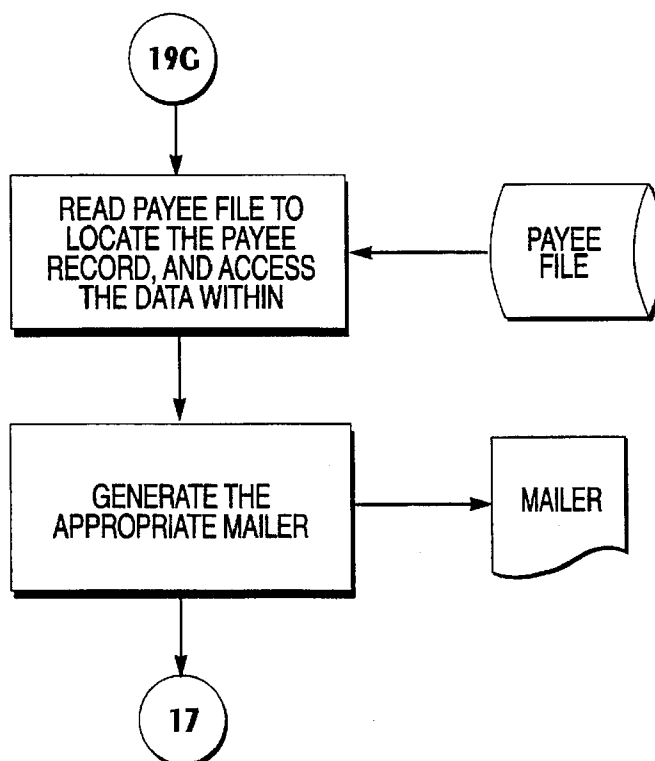 19G
READ PAYEE FILE TO
LOCATE THE PAYEE
RECORD, AND ACCESS
THE DATA WITHIN
PAYEE
FILE
GENERATE THE
APPROPRIATE MAILER
MAILER
17